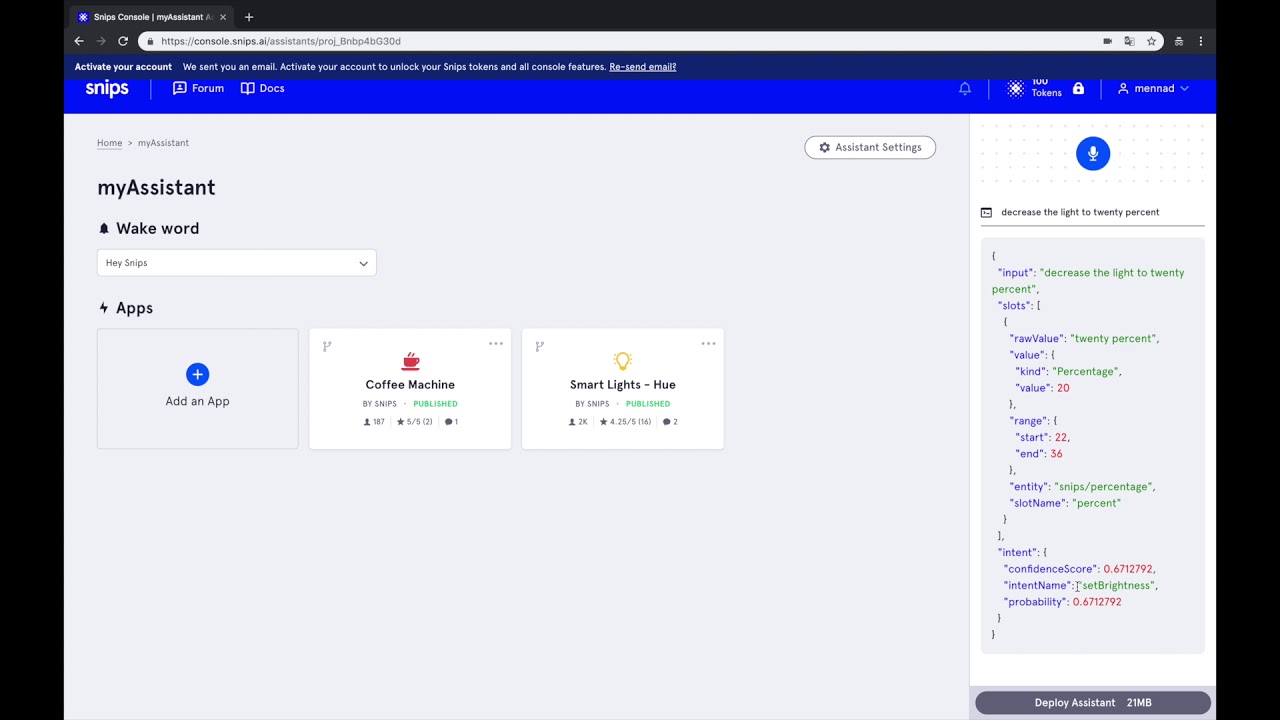 Snips Console | myAssistant A
https://console.snips.ai/assistants/proj_Bnbp4bG30d
Activate your account We sent you an email. Activate your account to unlock your Snips tokens and all console features. Re-send email?
snips Forum Docs 100 Tokens mennad
Home > myAssistant
Assistant Settings
myAssistant
Wake word
Hey Snips
Apps
Add an App
Coffee Machine
BY SNIPS · PUBLISHED
187 5/5 (2) 1
Smart Lights - Hue
BY SNIPS · PUBLISHED
2K 4.25/5 (16) 2
decrease the light to twenty percent
{
"input": "decrease the light to twenty
percent",
"slots": [
{
"rawValue": "twenty percent",
"value": {
"kind": "Percentage",
"value": 20
},
"range": {
"start": 22,
"end": 36
},
"entity": "snips/percentage",
"slotName": "percent"
}
],
"intent": {
"confidenceScore": 0.6712792,
"intentName": "setBrightness",
"probability": 0.6712792
}
}
Deploy Assistant 21MB